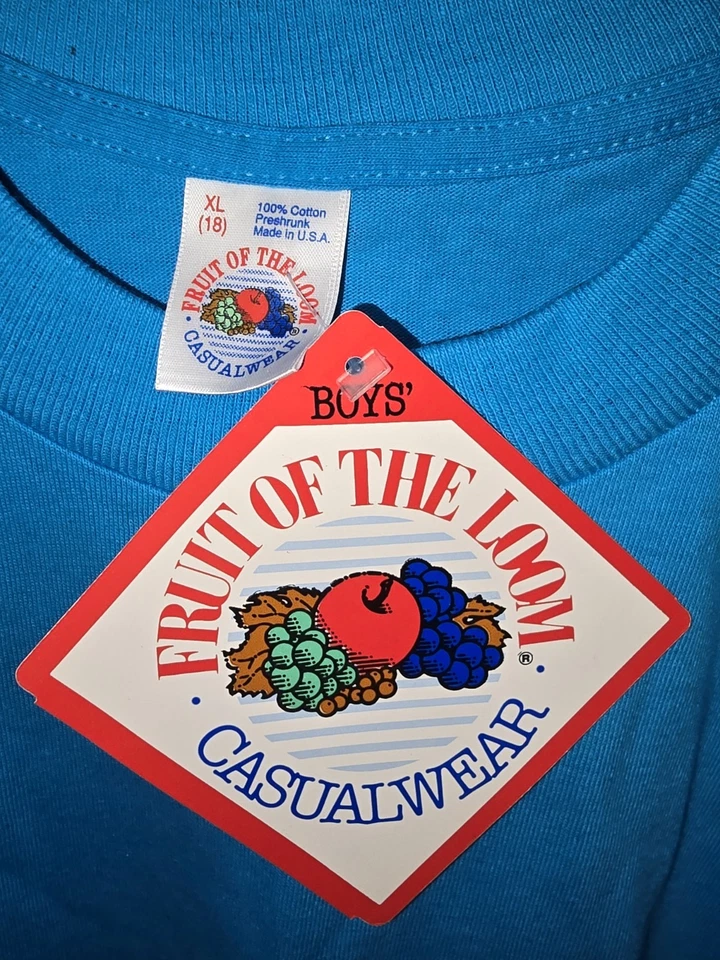 XL
(18)
100% Cotton
Preshrunk
Made in U.S.A.
FRUIT OF THE LOOM
®
CASUALWEAR
BOYS'
FRUIT OF THE LOOM
®
CASUALWEAR